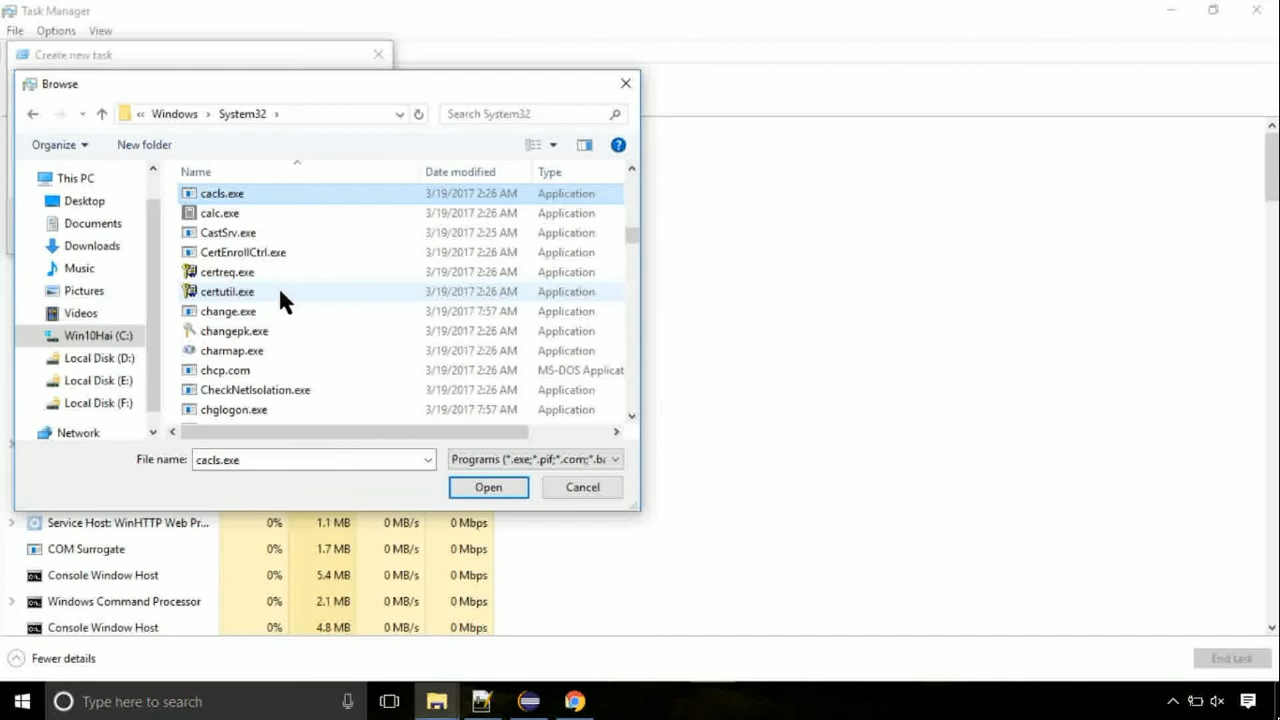 Task Manager
File Options View
Create new task
Browse
« Windows › System32 ›
Search System32
Organize
New folder
Name Date modified Type
This PC
Desktop
Documents
Downloads
Music
Pictures
Videos
Win10Hai (C:)
Local Disk (D:)
Local Disk (E:)
Local Disk (F:)
Network
cacls.exe 3/19/2017 2:26 AM Application
calc.exe 3/19/2017 2:26 AM Application
CastSrv.exe 3/19/2017 2:25 AM Application
CertEnrollCtrl.exe 3/19/2017 2:26 AM Application
certreq.exe 3/19/2017 2:26 AM Application
certutil.exe 3/19/2017 2:26 AM Application
change.exe 3/19/2017 7:57 AM Application
changepk.exe 3/19/2017 2:26 AM Application
charmap.exe 3/19/2017 2:26 AM Application
chcp.com 3/19/2017 2:26 AM MS-DOS Applicat
CheckNetIsolation.exe 3/19/2017 2:26 AM Application
chglogon.exe 3/19/2017 7:57 AM Application
File name: cacls.exe
Programs (*.exe;*.pif;*.com;*.ba
Open Cancel
Service Host: WinHTTP Web Pr... 0% 1.1 MB 0 MB/s 0 Mbps
COM Surrogate 0% 1.7 MB 0 MB/s 0 Mbps
Console Window Host 0% 5.4 MB 0 MB/s 0 Mbps
Windows Command Processor 0% 2.1 MB 0 MB/s 0 Mbps
Console Window Host 0% 4.8 MB 0 MB/s 0 Mbps
Fewer details
End task
Type here to search